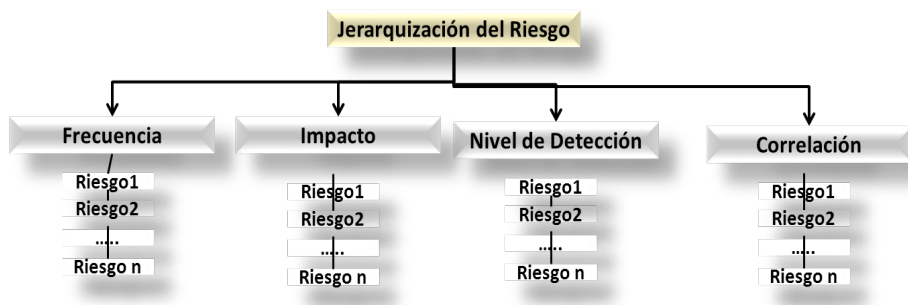 Jerarquización del Riesgo
Frecuencia
Riesgo1
Riesgo2
.....
Riesgo n
Impacto
Riesgo1
Riesgo2
.....
Riesgo n
Nivel de Detección
Riesgo1
Riesgo2
.....
Riesgo n
Correlación
Riesgo1
Riesgo2
.....
Riesgo n